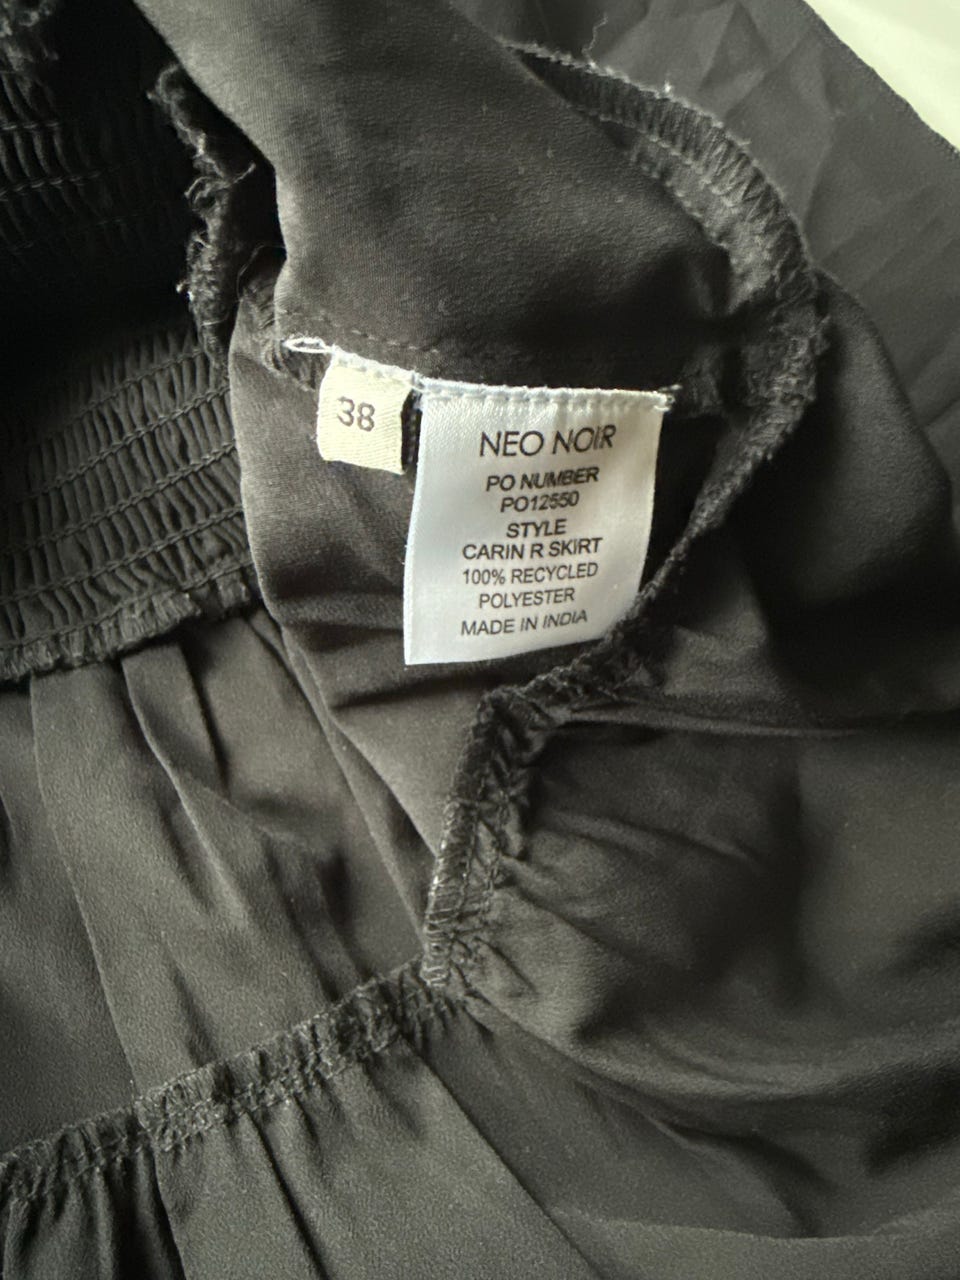 38
NEO NOIR
PO NUMBER
PO12550
STYLE
CARIN R SKIRT
100% RECYCLED
POLYESTER
MADE IN INDIA